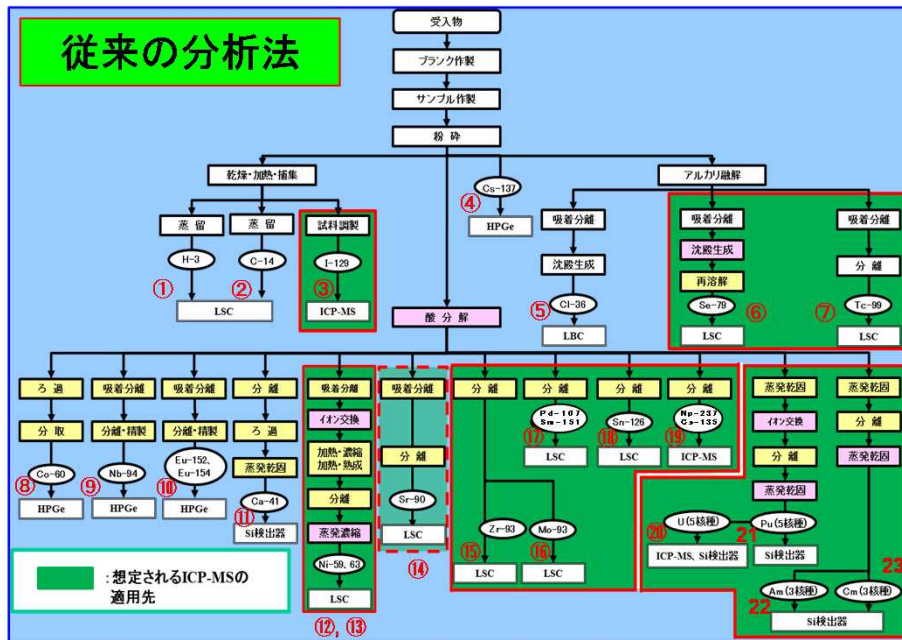 従来の分析法
受入物
ブランク作製
サンプル作製
粉砕
乾燥・加熱・捕集
アルカリ融解
Cs-137
④
HPGe
蒸留
蒸留
試料調製
吸着分離
吸着分離
吸着分離
H-3
C-14
I-129
沈殿生成
沈殿生成
分離
再溶解
①
②
③
LSC
ICP-MS
⑤
Cl-36
LBC
Se-79
⑥
LSC
⑦
Tc-99
LSC
酸分解
ろ過
吸着分離
吸着分離
分離
吸着分離
吸着分離
分離
分離
分離
分離
蒸発乾固
蒸発乾固
分取
分離・精製
分離・精製
ろ過
イオン交換
Pd-107
Sm-151
Sn-126
Np-237
Cs-135
イオン交換
分離
⑰
⑱
⑲
LSC
LSC
ICP-MS
加熱・濃縮
加熱・熟成
分離
分離
蒸発乾固
Co-60
Nb-94
Eu-152,
Eu-154
蒸発乾固
分離
蒸発乾固
⑧
⑨
⑩
HPGe
HPGe
HPGe
⑪
Ca-41
Si検出器
蒸発濃縮
Sr-90
LSC
⑭
Zr-93
Mo-93
⑮
⑯
LSC
LSC
⑳
U(5核種)
21
Pu(5核種)
ICP-MS, Si検出器
Si検出器
Ni-59, 63
LSC
⑫, ⑬
23
Am(3核種)
Cm(3核種)
22
Si検出器
:想定されるICP-MSの
適用先